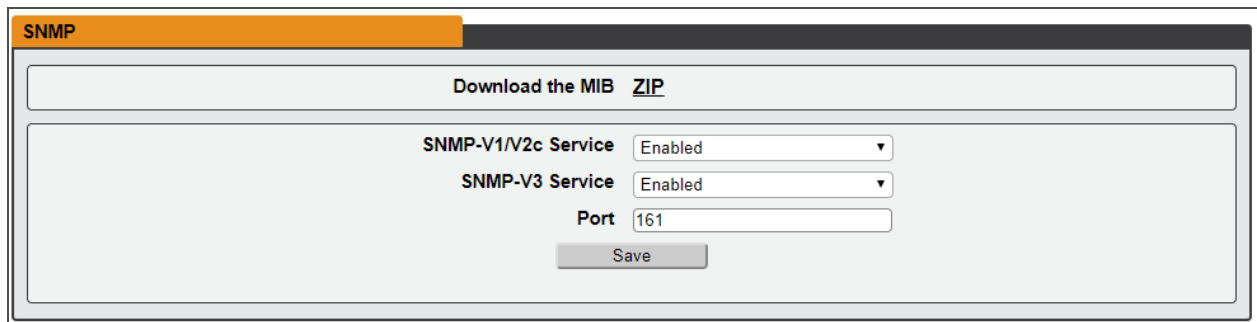 SNMP
Download the MIB ZIP
SNMP-V1/V2c Service Enabled
SNMP-V3 Service Enabled
Port 161
Save